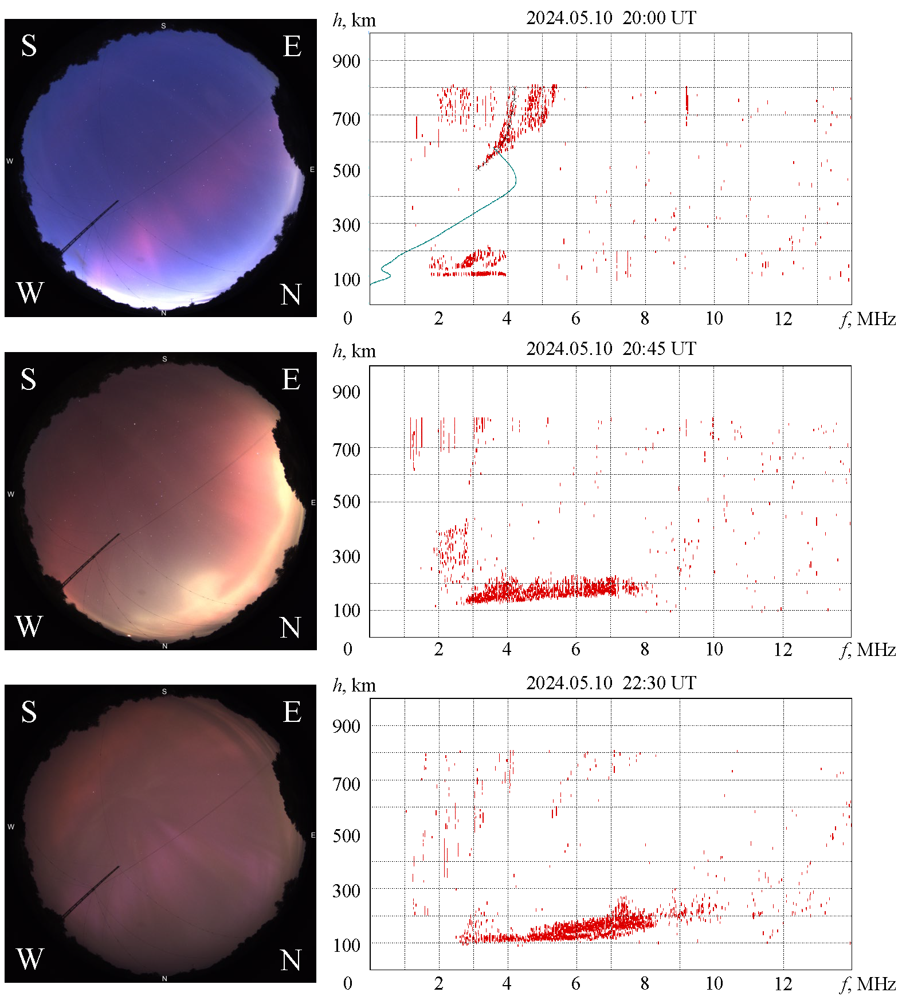 h, km
2024.05.10 20:00 UT
S
S
E
900
700
W
E
500
300
W
N
100
N
0
2
4
6
8
10
12
f, MHz
h, km
2024.05.10 20:45 UT
S
S
E
900
700
W
E
500
300
W
N
100
N
0
2
4
6
8
10
12
f, MHz
h, km
2024.05.10 22:30 UT
S
S
E
900
700
W
E
500
300
W
N
100
N
0
2
4
6
8
10
12
f, MHz